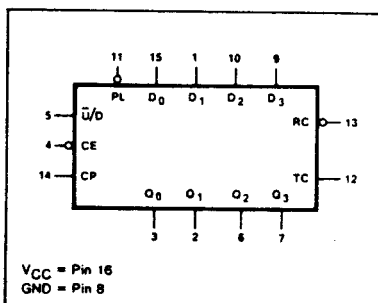 11 15 1 10 9
PL D0 D1 D2 D3
5 U̅/D
RC 13
4 CE
14 CP
TC 12
Q0 Q1 Q2 Q3
3 2 6 7
VCC = Pin 16
GND = Pin 8